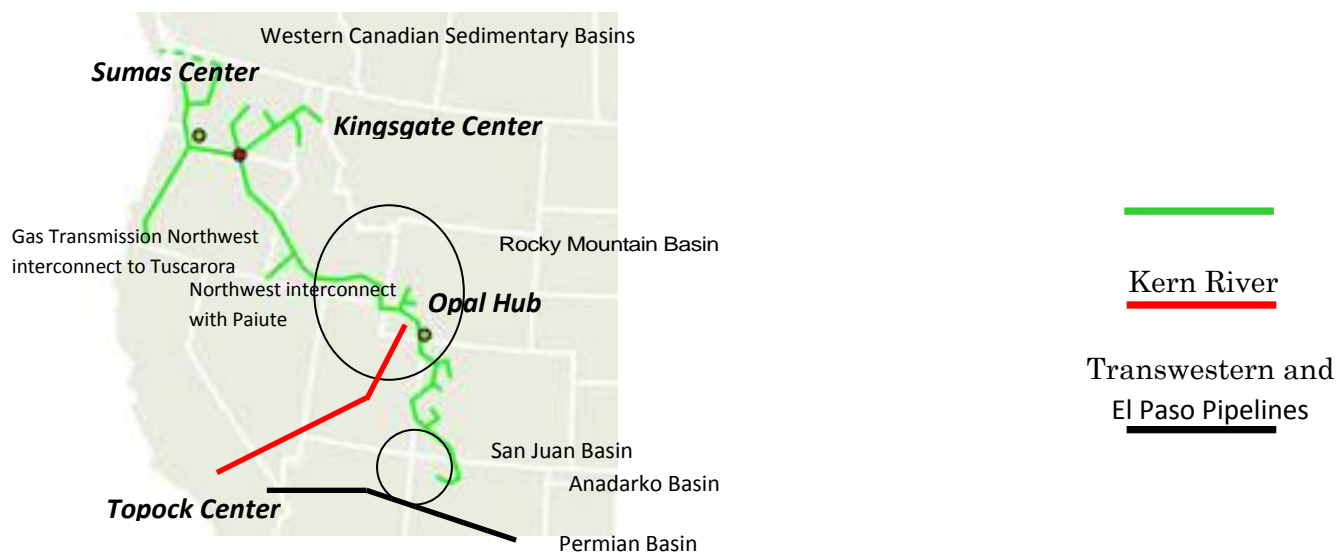 Western Canadian Sedimentary Basins
Sumas Center
Kingsgate Center
Gas Transmission Northwest
interconnect to Tuscarora
Rocky Mountain Basin
Northwest interconnect
with Paiute
Opal Hub
San Juan Basin
Anadarko Basin
Topock Center
Permian Basin
Kern River
Transwestern and
El Paso Pipelines